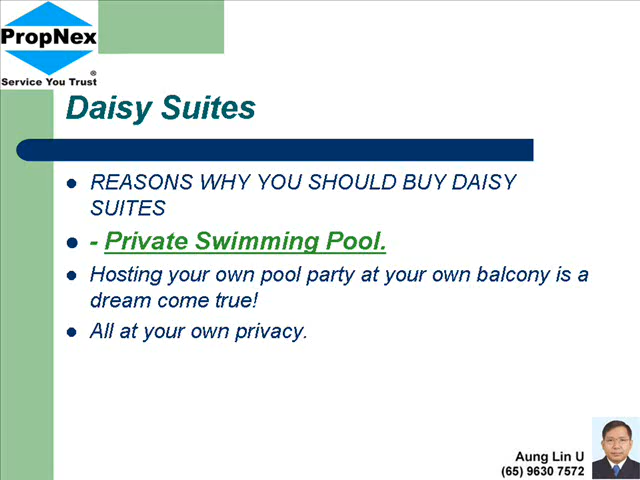 PropNex
Service You Trust
®
Daisy Suites
REASONS WHY YOU SHOULD BUY DAISY
SUITES
- Private Swimming Pool.
Hosting your own pool party at your own balcony is a
dream come true!
All at your own privacy.
Aung Lin U
(65) 9630 7572